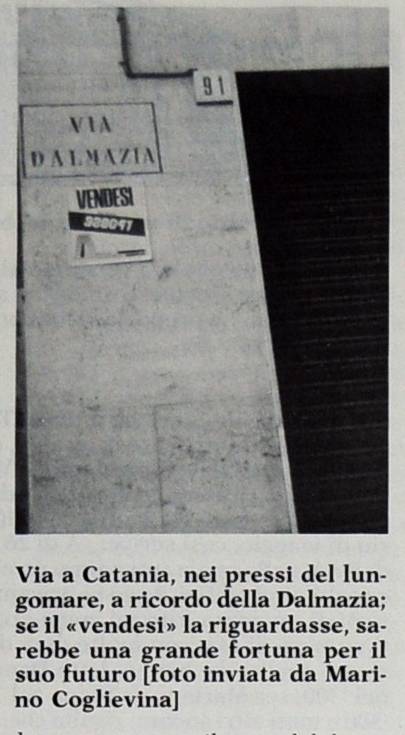 91
VIA
DALMAZIA
VENDESI
Via a Catania, nei pressi del lun-
gomare, a ricordo della Dalmazia;
se il «vendesi» la riguardasse, sa-
rebbe una grande fortuna per il
suo futuro [foto inviata da Mari-
no Coglievina]